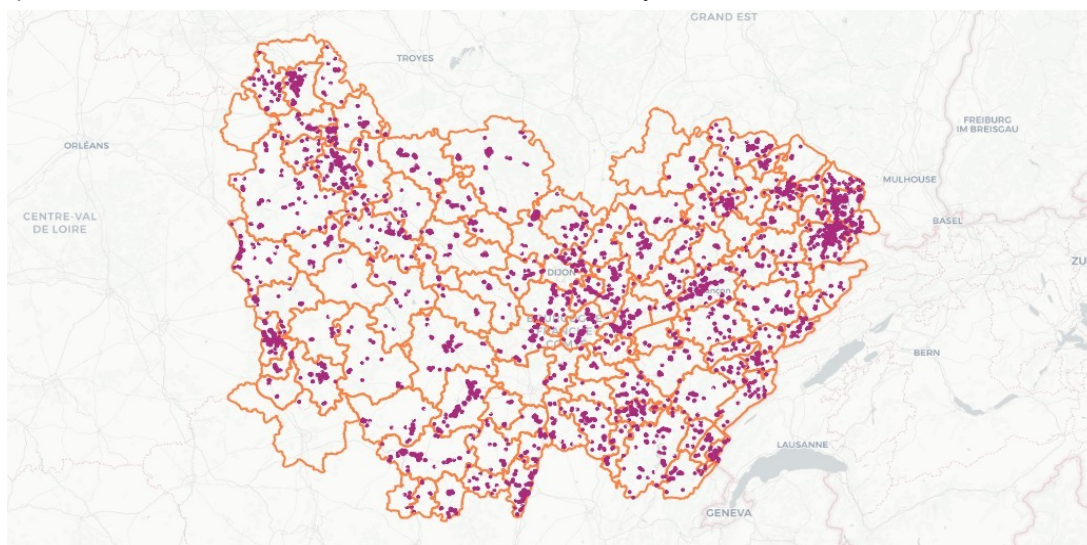 GRAND EST
TROYES
FREIBURG
IM BREISGAU
ORLÉANS
MULHOUSE
CENTRE-VAL
DE LOIRE
BASEL
ZU
DIJON
BERN
LAUSANNE
GENEVA